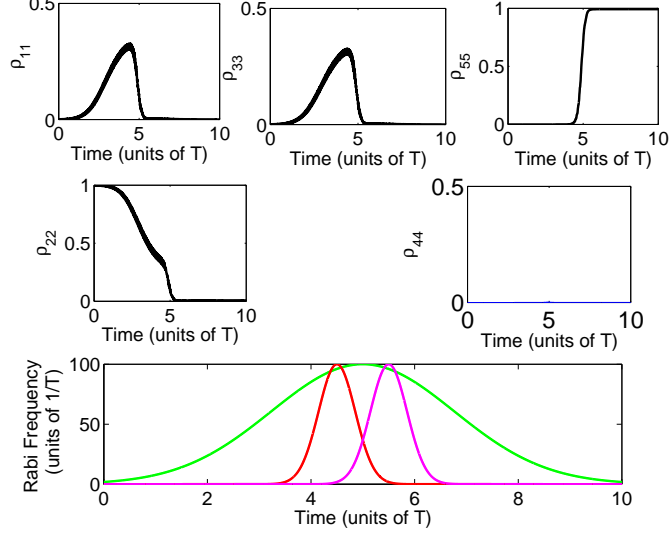 0.5
ρ11
0
0 5 10
Time (units of T)
0.5
ρ33
0
0 5 10
Time (units of T)
1
ρ55
0.5
0
0 5 10
Time (units of T)
1
ρ22
0.5
0
0 5 10
Time (units of T)
0.5
ρ44
0
0 5 10
Time (units of T)
100
Rabi Frequency
(units of 1/T)
50
0
0 2 4 6 8 10
Time (units of T)